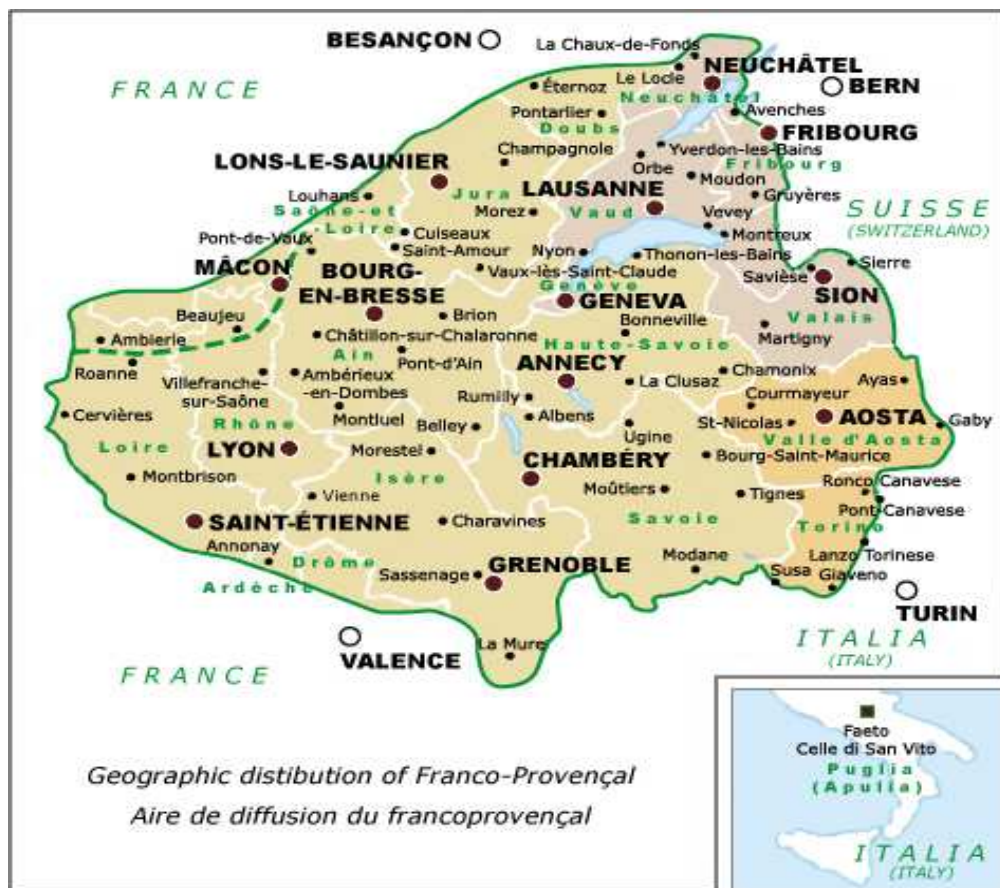 BESANÇON
La Chaux-de-Fonds
NEUCHÂTEL
Le Locle
FRANCE
Éternoz
Neuchâtel
BERN
Pontarlier
Avenches
Doubs
FRIBOURG
Champagnole
Yverdon-les-Bains
LONS-LE-SAUNIER
Orbe
Fribourg
Moudon
Louhans
Jura
LAUSANNE
Gruyères
Saône-et
-Loire
Morez
Vaud
Vevey
SUISSE
(SWITZERLAND)
Pont-de-Vaux
Cuiseaux
Saint-Amour
Nyon
Montreux
Thonon-les-Bains
MÂCON
BOURG-
EN-BRESSE
Vaux-lès-Saint-Claude
Genève
GENEVA
Savièse
Sierre
SION
Beaujeu
Brion
Bonneville
Valais
Ambierle
Châtillon-sur-Chalaronne
Haute-Savoie
Martigny
Roanne
Ain
Pont-d'Ain
ANNECY
Chamonix
Villefranche-
sur-Saône
Ambérieux
-en-Dombes
La Clusaz
Courmayeur
Ayas
Rumilly
Cervières
Montluel
Albens
AOSTA
Rhône
Belley
Ugine
St-Nicolas
Gaby
Loire
LYON
Morestel
Valle d'Aosta
Montbrison
Isère
CHAMBÉRY
Bourg-Saint-Maurice
Vienne
Moûtiers
Tignes
Ronco Canavese
Pont-Canavese
SAINT-ÉTIENNE
Charavines
Savoie
Torino
Annonay
Drôme
Modane
Lanzo Torinese
Ardèche
Sassenage
GRENOBLE
Susa
Giaveno
TURIN
VALENCE
La Mure
ITALIA
(ITALY)
FRANCE
Faeto
Celle di San Vito
Puglia
(Apulia)
Geographic distibution of Franco-Provençal
Aire de diffusion du francoprovençal
ITALIA
(ITALY)